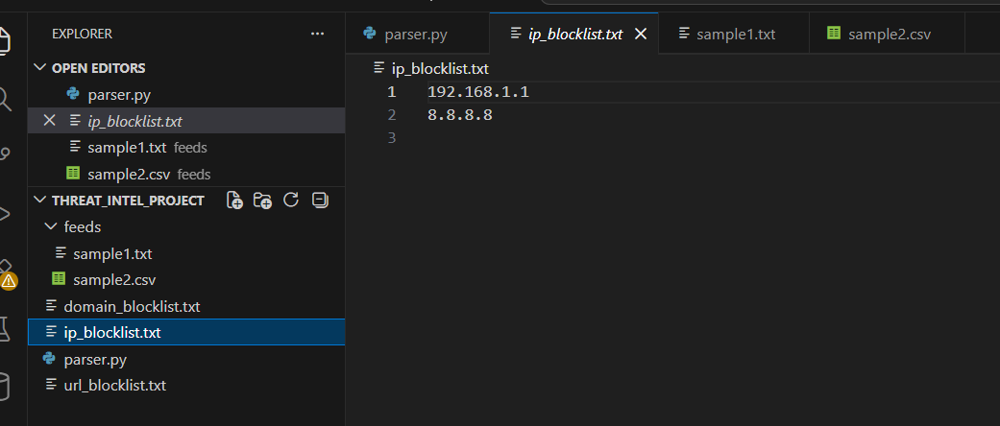 EXPLORER
OPEN EDITORS
parser.py
ip_blocklist.txt
sample1.txt feeds
sample2.csv feeds
THREAT_INTEL_PROJECT
feeds
sample1.txt
sample2.csv
domain_blocklist.txt
ip_blocklist.txt
parser.py
url_blocklist.txt
parser.py ip_blocklist.txt sample1.txt sample2.csv
ip_blocklist.txt
1 192.168.1.1
2 8.8.8.8
3